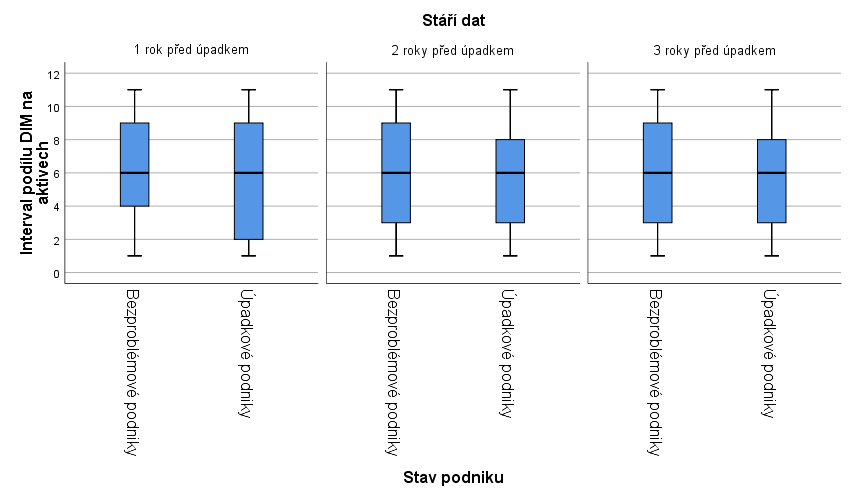 Stáří dat
1 rok před úpadkem
2 roky před úpadkem
3 roky před úpadkem
Interval podílu DIM na
aktivech
12
10
8
6
4
2
0
Bezproblémové podniky
Úpadkové podniky
Bezproblémové podniky
Úpadkové podniky
Bezproblémové podniky
Úpadkové podniky
Stav podniku